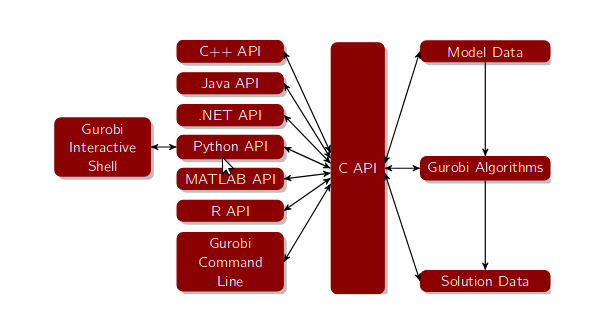 C++ API
Java API
.NET API
Python API
MATLAB API
R API
Gurobi
Command
Line
Gurobi
Interactive
Shell
C API
Model Data
Gurobi Algorithms
Solution Data